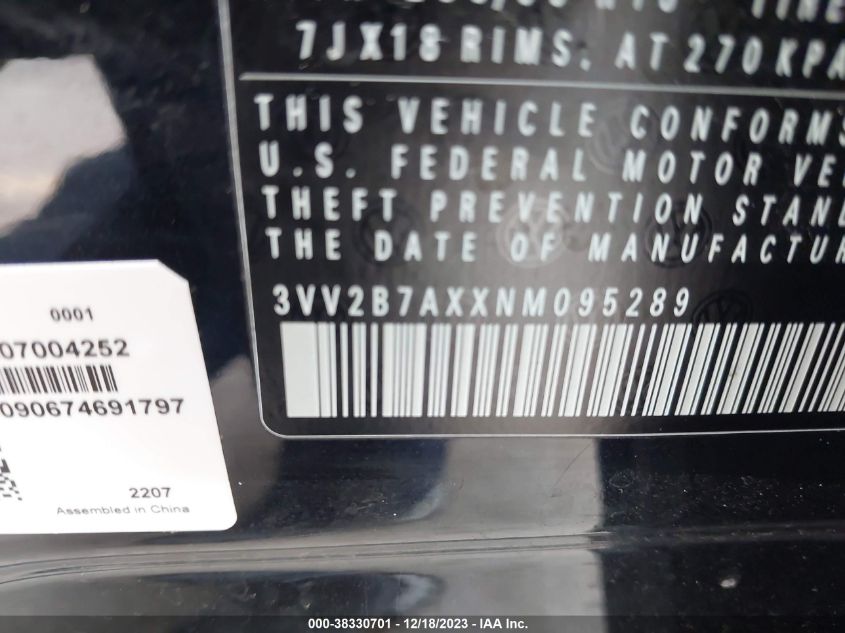 7JX18 RIMS, AT 270 KPA
THIS VEHICLE CONFORMS
U.S. FEDERAL MOTOR VE
THEFT PREVENTION STAN
THE DATE OF MANUFACTUR
3VV2B7AXXNM095289
0001
07004252
090674691797
2207
Assembled in China
000-38330701 - 12/18/2023 - IAA Inc.